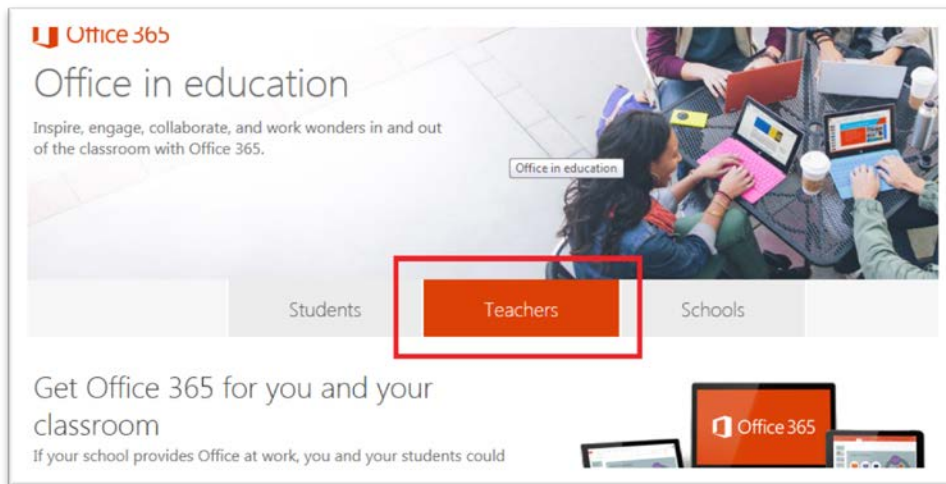 Office 365
Office in education
Inspire, engage, collaborate, and work wonders in and out
of the classroom with Office 365.
Office in education
Students
Teachers
Schools
Get Office 365 for you and your
classroom
If your school provides Office at work, you and your students could
Office 365